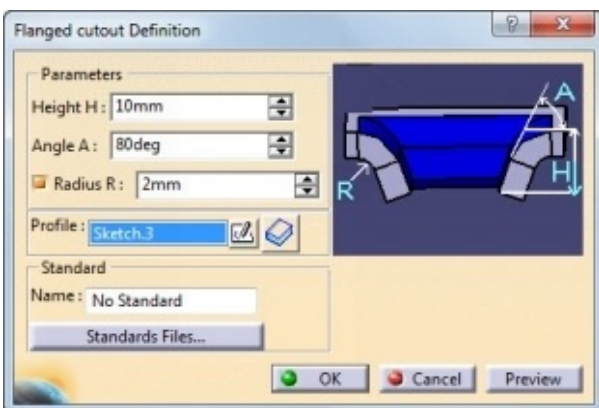 Flanged cutout Definition
Parameters
Height H : 10mm
Angle A : 80deg
Radius R : 2mm
Profile : Sketch.3
Standard
Name : No Standard
Standards Files...
A
H
R
OK Cancel Preview